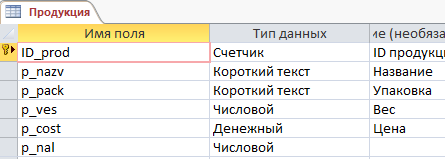 Продукция
Имя поля Тип данных ие (необяза
ID_prod Счетчик ID продукц
p_nazv Короткий текст Название
p_pack Короткий текст Упаковка
p_ves Числовой Вес
p_cost Денежный Цена
p_nal Числовой